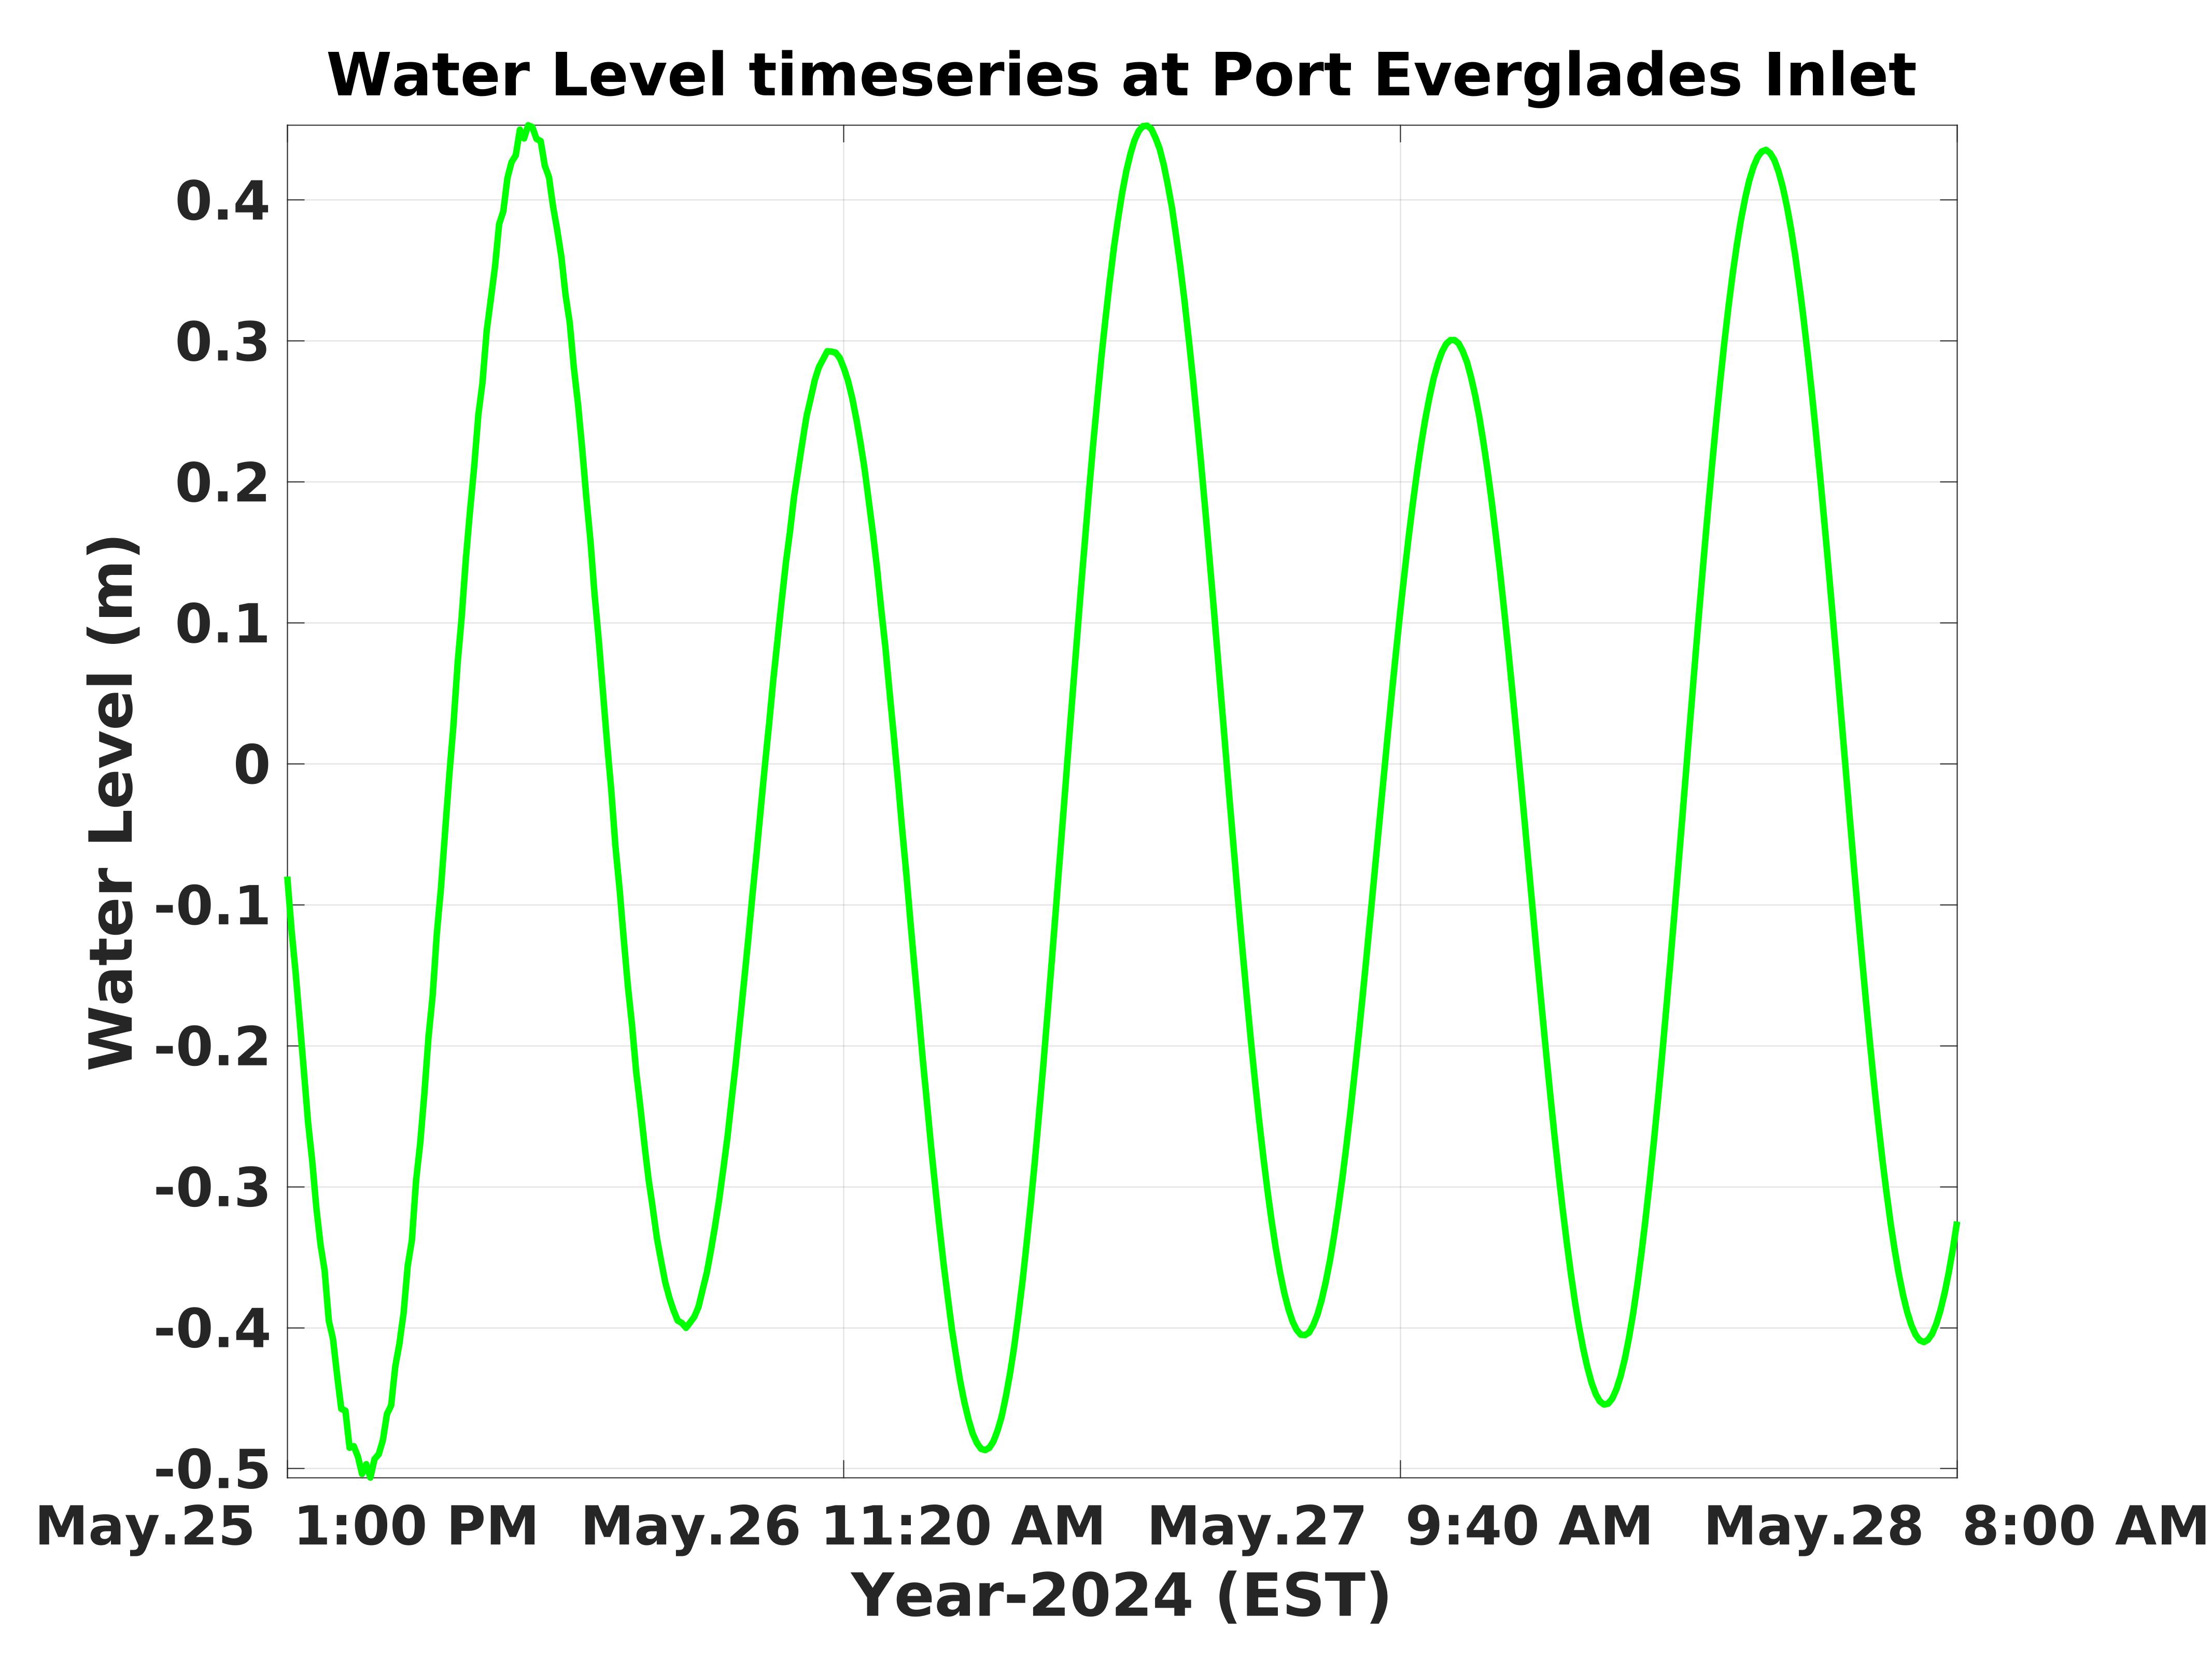 Water Level timeseries at Port Everglades Inlet
Water Level (m)
0.4
0.3
0.2
0.1
0
-0.1
-0.2
-0.3
-0.4
-0.5
May.25 1:00 PM May.26 11:20 AM May.27 9:40 AM May.28 8:00 AM
Year-2024 (EST)